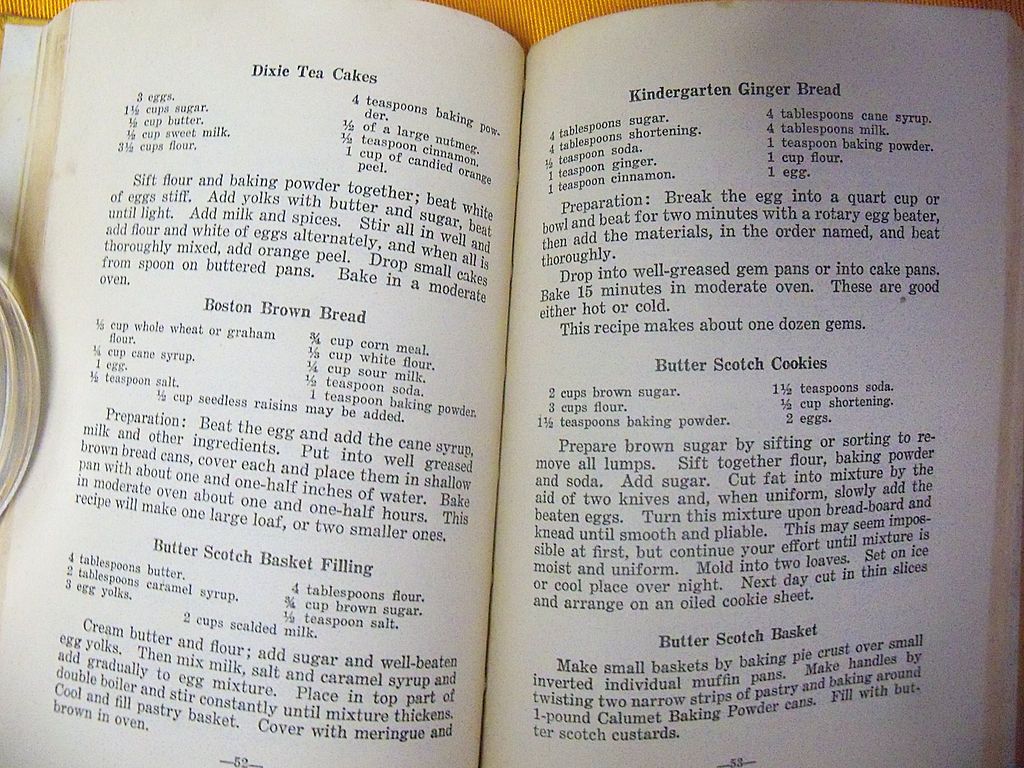 Dixie Tea Cakes
3 eggs.
1½ cups sugar.
½ cup butter.
½ cup sweet milk.
3½ cups flour.
4 teaspoons baking pow-
der.
½ of a large nutmeg.
½ teaspoon cinnamon.
1 cup of candied orange
peel.
Sift flour and baking powder together; beat white
of eggs stiff. Add yolks with butter and sugar, beat
until light. Add milk and spices. Stir all in well and
add flour and white of eggs alternately, and when all is
thoroughly mixed, add orange peel. Drop small cakes
from spoon on buttered pans. Bake in a moderate
oven.
Boston Brown Bread
½ cup whole wheat or graham
flour.
¼ cup cane syrup.
1 egg.
½ teaspoon salt.
¾ cup corn meal.
⅓ cup white flour.
¼ cup sour milk.
½ teaspoon soda.
1 teaspoon baking powder.
½ cup seedless raisins may be added.
Preparation: Beat the egg and add the cane syrup,
milk and other ingredients. Put into well greased
brown bread cans, cover each and place them in shallow
pan with about one and one-half inches of water. Bake
in moderate oven about one and one-half hours. This
recipe will make one large loaf, or two smaller ones.
Butter Scotch Basket Filling
4 tablespoons butter.
2 tablespoons caramel syrup.
3 egg yolks.
4 tablespoons flour.
¾ cup brown sugar.
½ teaspoon salt.
2 cups scalded milk.
Cream butter and flour; add sugar and well-beaten
egg yolks. Then mix milk, salt and caramel syrup and
add gradually to egg mixture. Place in top part of
double boiler and stir constantly until mixture thickens.
Cool and fill pastry basket. Cover with meringue and
brown in oven.
—52—
Kindergarten Ginger Bread
4 tablespoons sugar.
4 tablespoons shortening.
½ teaspoon soda.
1 teaspoon ginger.
1 teaspoon cinnamon.
4 tablespoons cane syrup.
4 tablespoons milk.
1 teaspoon baking powder.
1 cup flour.
1 egg.
Preparation: Break the egg into a quart cup or
bowl and beat for two minutes with a rotary egg beater,
then add the materials, in the order named, and beat
thoroughly.
Drop into well-greased gem pans or into cake pans.
Bake 15 minutes in moderate oven. These are good
either hot or cold.
This recipe makes about one dozen gems.
Butter Scotch Cookies
2 cups brown sugar.
3 cups flour.
1½ teaspoons baking powder.
1½ teaspoons soda.
½ cup shortening.
2 eggs.
Prepare brown sugar by sifting or sorting to re-
move all lumps. Sift together flour, baking powder
and soda. Add sugar. Cut fat into mixture by the
aid of two knives and, when uniform, slowly add the
beaten eggs. Turn this mixture upon bread-board and
knead until smooth and pliable. This may seem impos-
sible at first, but continue your effort until mixture is
moist and uniform. Mold into two loaves. Set on ice
or cool place over night. Next day cut in thin slices
and arrange on an oiled cookie sheet.
Butter Scotch Basket
Make small baskets by baking pie crust over small
inverted individual muffin pans. Make handles by
twisting two narrow strips of pastry and baking around
1-pound Calumet Baking Powder cans. Fill with but-
ter scotch custards.
—53—